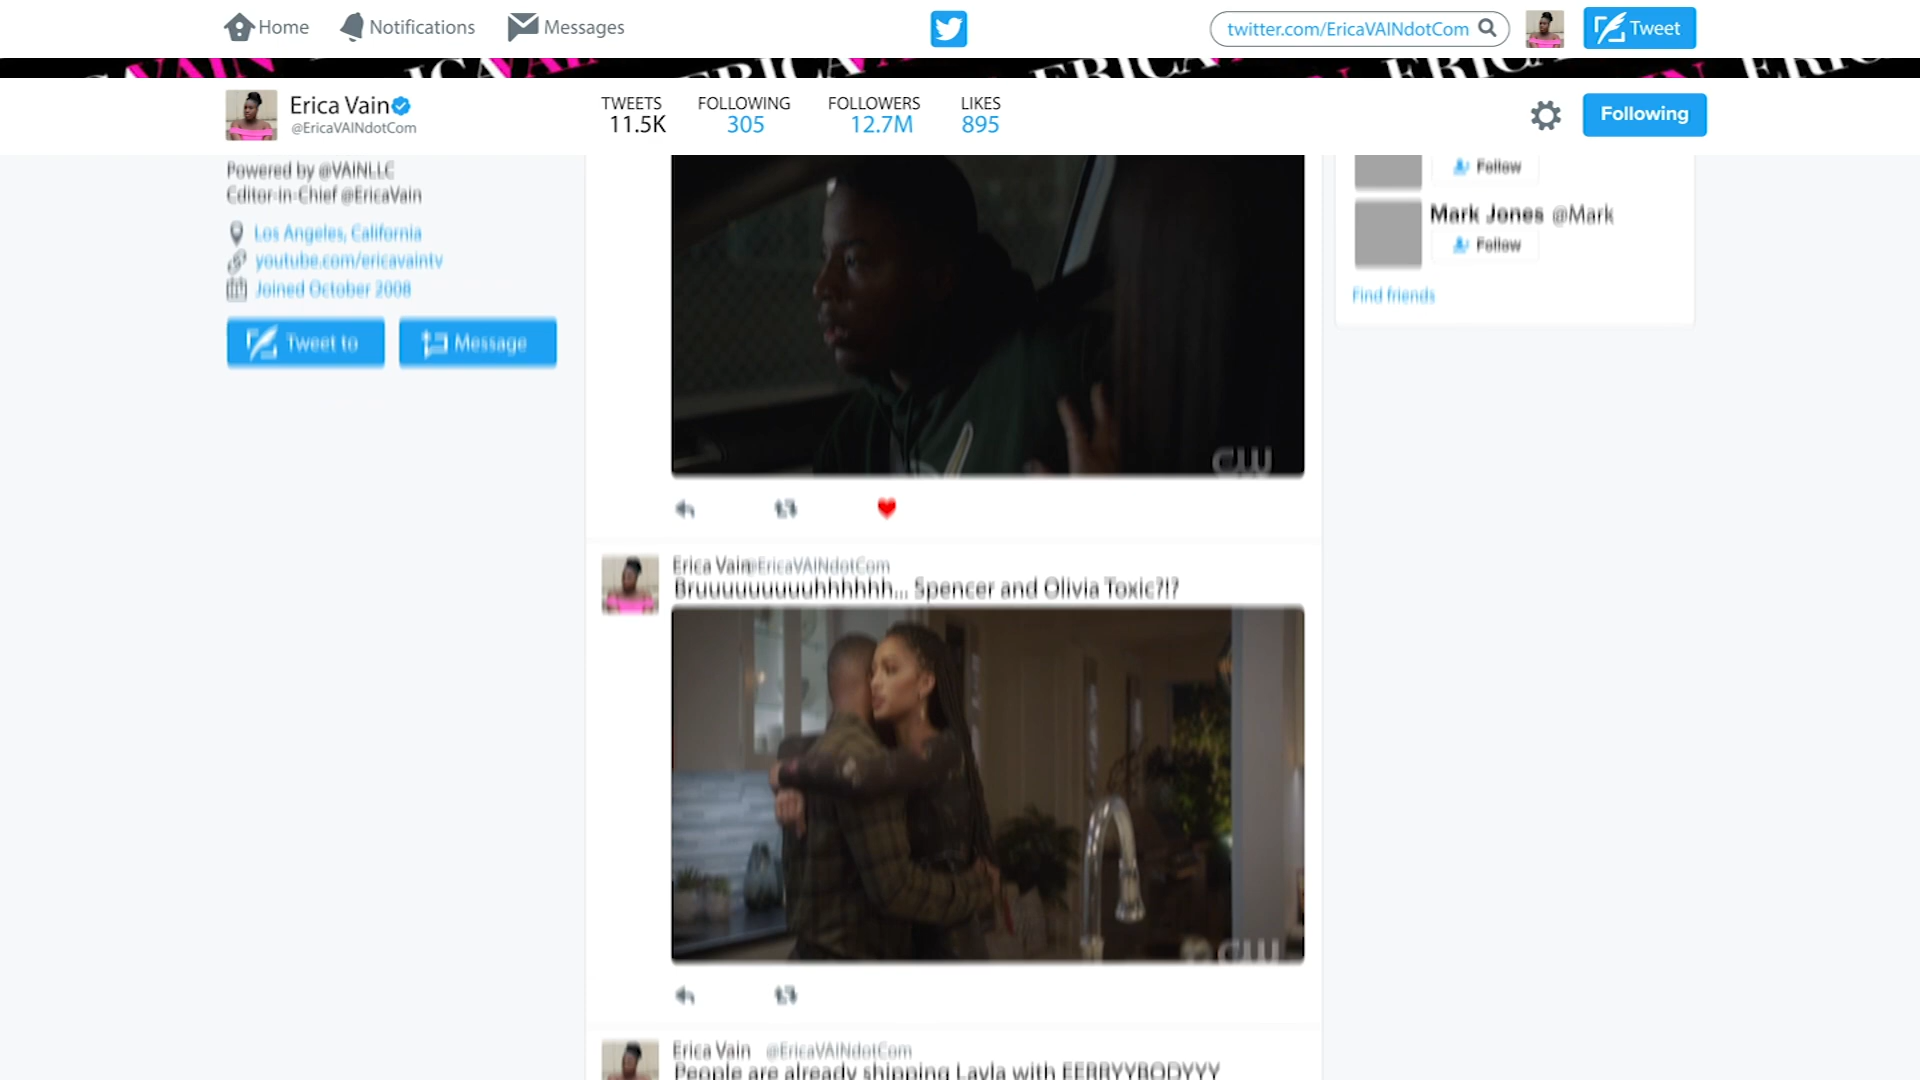 Home Notifications Messages twitter.com/EricaVAINdotCom Tweet
ERICAVAIN
Erica Vain TWEETS FOLLOWING FOLLOWERS LIKES
@EricaVAINdotCom 11.5K 305 12.7M 895 Following
Powered by @VAINLLC
Editor-in-Chief @EricaVain
Los Angeles, California
youtube.com/ericavaintv
Joined October 2008
Tweet to Message
Follow
Mark Jones @Mark
Follow
Find friends
CW
Erica Vain@EricaVAINdotCom
Bruuuuuuuuuhhhhhh... Spencer and Olivia Toxic?!?
CW
Erica Vain @EricaVAINdotCom
People are already shipping Layla with EERRYYBODYYY